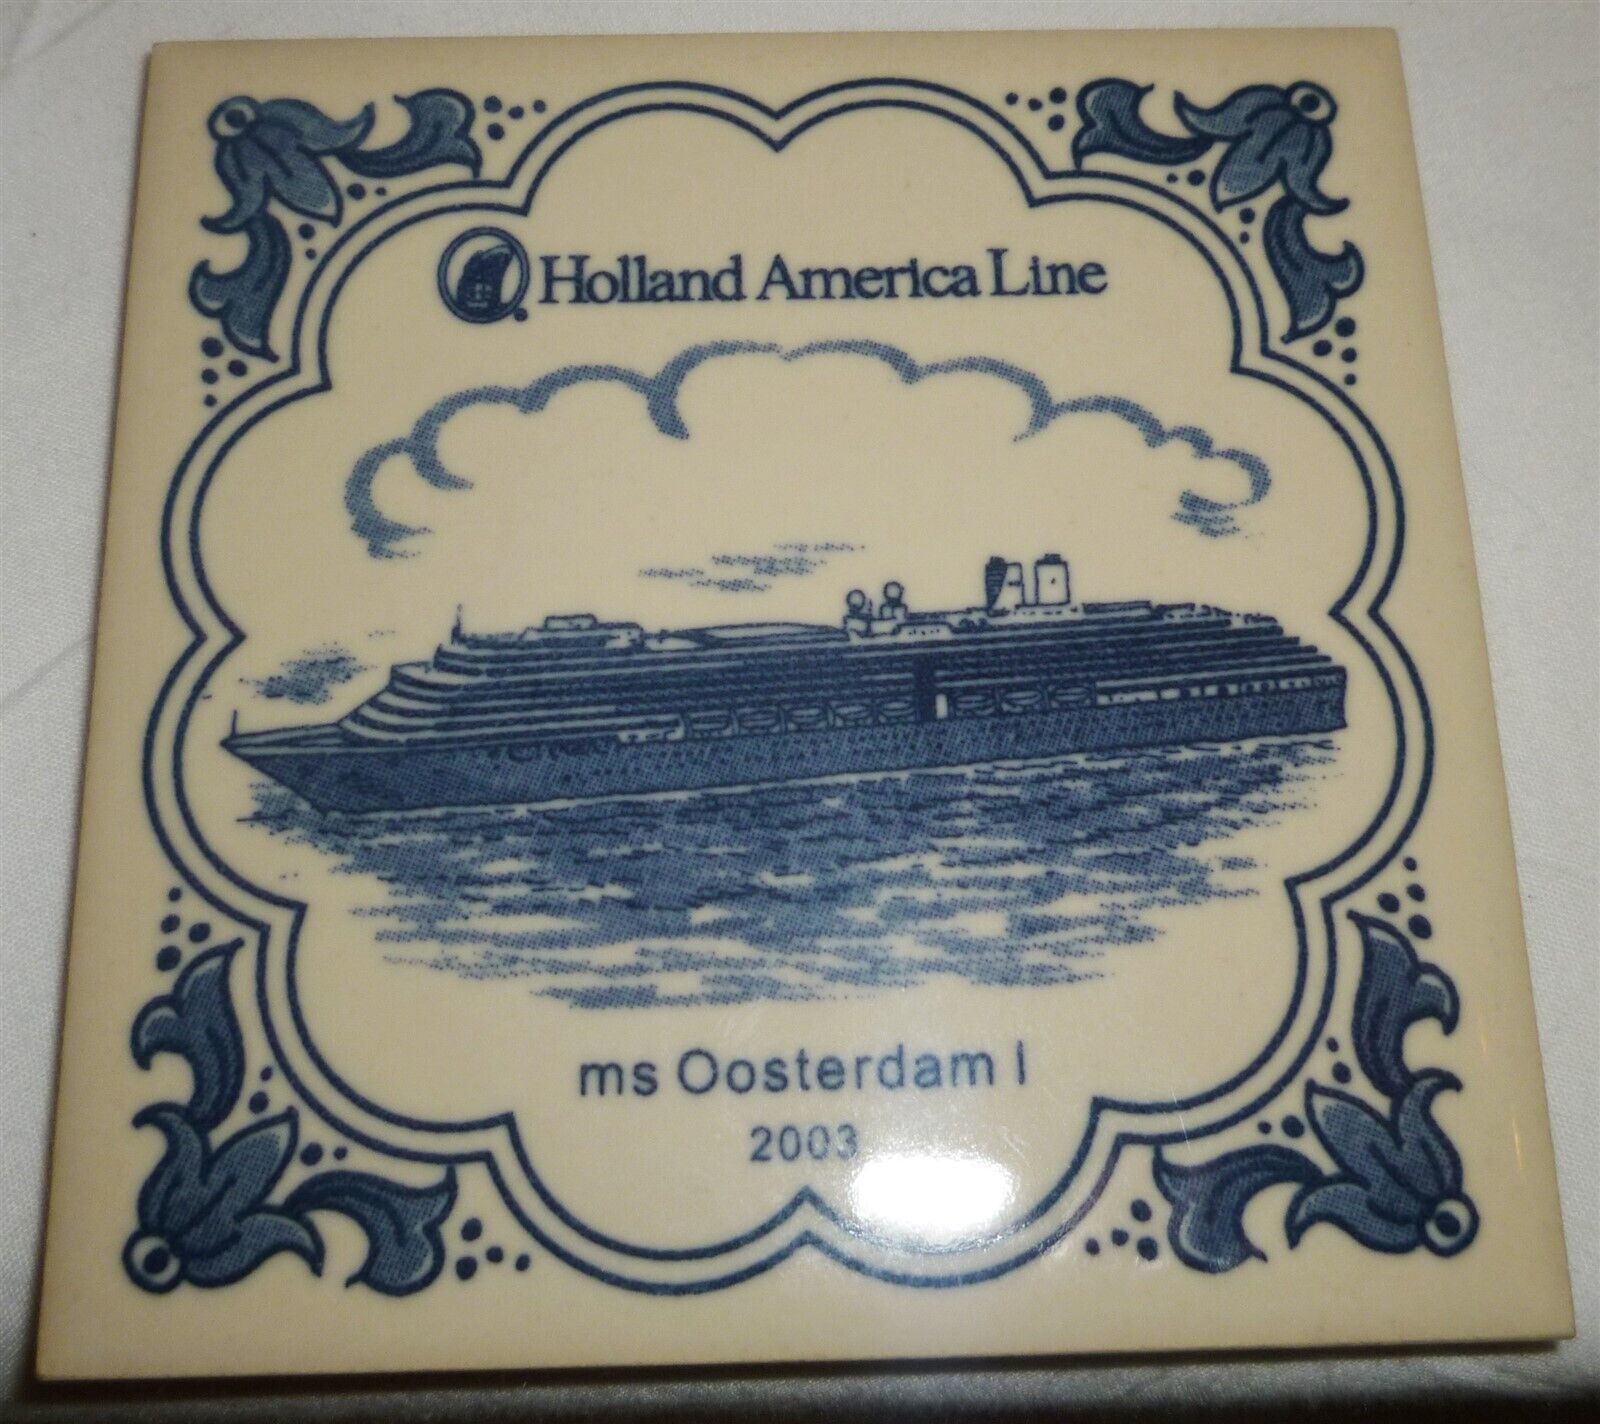 Holland America Line
ms Oosterdam I
2003